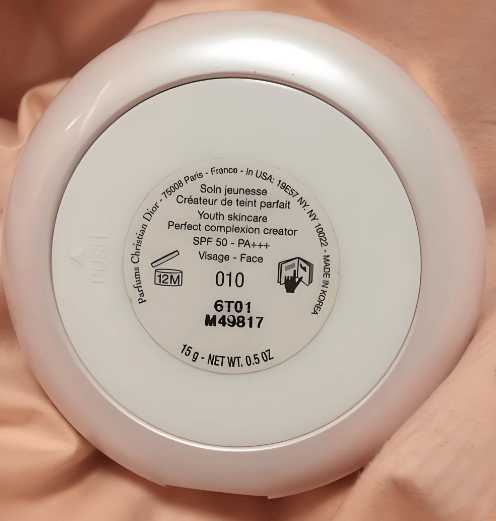 Parfums Christian Dior - 75008 Paris - France - In USA: 19E57 NY. NY 10022 - MADE IN KOREA
Soin jeunesse
Créateur de teint parfait
Youth skincare
Perfect complexion creator
SPF 50 - PA+++
Visage - Face
12M
010
6T01
M49817
15 g - NET WT. 0.5 OZ
PUSH